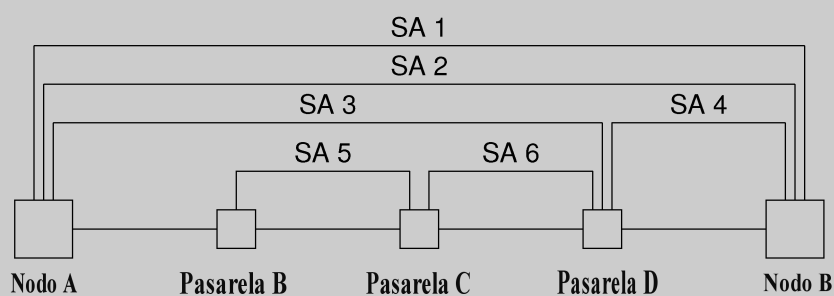 SA 1
SA 2
SA 3
SA 4
SA 5
SA 6
Nodo A
Pasarela B
Pasarela C
Pasarela D
Nodo B